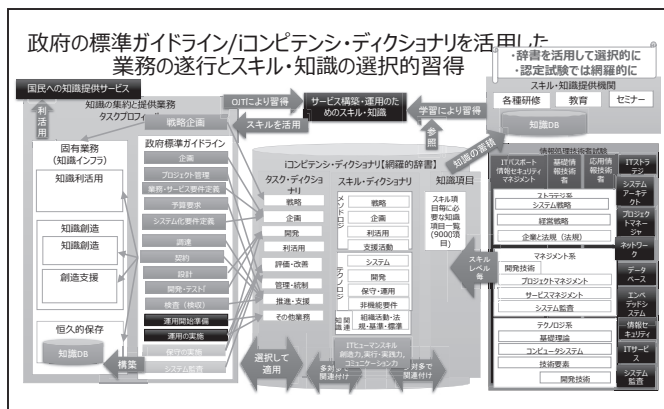 政府の標準ガイドライン/iコンピテンシ・ディクショナリを活用した
業務の遂行とスキル・知識の選択的習得
・辞書を活用して選択的に
・認定試験では網羅的に
国民への知識提供サービス
利活用
知識の集約と提供業務
タスクプロフィール
固有業務
(知識インフラ)
知識利活用
知識創造
知識創造
創造支援
恒久的保存
知識DB
構築
戦略企画
政府標準ガイドライン
企画
プロジェクト管理
業務・サービス要件定義
予算要求
システム化要件定義
調達
契約
設計
開発・テスト
検査(検収)
運用開始準備
運用の実施
保守の実施
システム監査
OJTにより習得
スキルを活用
サービス構築・運用のた
めのスキル・知識
学習により習得
参照
スキル・知識提供機関
各種研修
教育
セミナー
知識DB
知識の蓄積
iコンピテンシ・ディクショナリ【網羅的辞書】
タスク・ディクショ
ナリ
戦略
企画
開発
利活用
評価・改善
管理・統制
推進・支援
その他業務
スキル・ディクショナリ
メソドロジ
戦略
企画
利活用
支援活動
テクノロジ
システム
開発
保守・運用
非機能要件
関連知識
組織活動・法
規・基準・標準
ITヒューマンスキル
創造力、実行・実践力、
コミュニケーション力
知識項目
スキル項
目毎に必
要な知識
項目一覧
(9000項
目)
選択して
適用
多対多で
関連付け
多対多で
関連付け
スキル
レベル
毎
情報処理技術者試験
ITパスポート
情報セキュリティ
マネジメント
基礎情
報技術
者
応用情
報技術
者
ストラテジ系
システム戦略
経営戦略
企業と法規(法規)
マネジメント系
開発技術
プロジェクトマネジメント
サービスマネジメント
システム監査
テクノロジ系
基礎理論
コンピュータシステム
技術要素
開発技術
ITストラ
テジ
システム
アーキテ
クト
プロジェク
トマネー
ジャ
ネットワー
ク
データ
ベース
エンベ
デッドシ
ステム
情報セ
キュリティ
ITサービ
ス
システム
監査